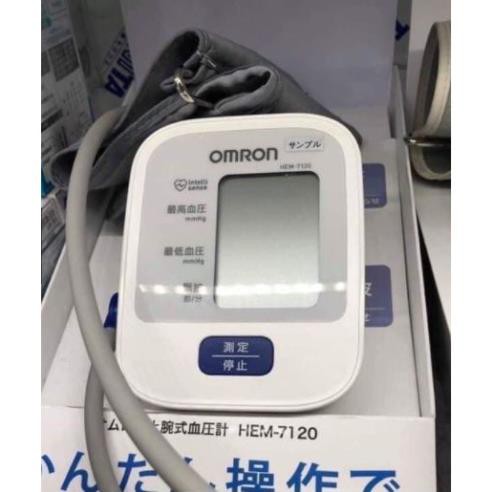 OMRON サンプル
HEM-7120
Intelli
sense
最高血圧
mmHg
最低血圧
mmHg
脈拍
拍/分
測定
停止
上腕式血圧計 HEM-7120
かんたん操作で